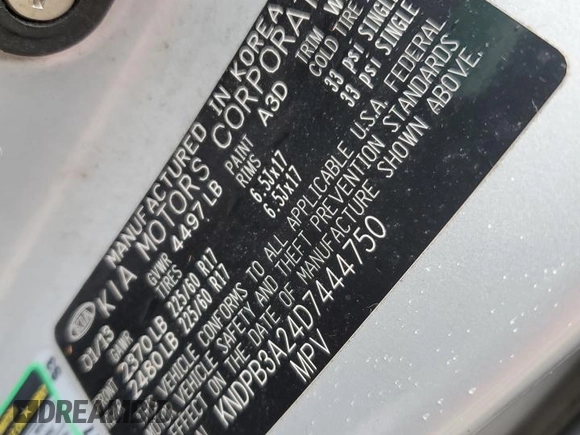 MANUFACTURED IN KOREA
KIA KIA MOTORS CORPORAT
01/13 GVWR 4497LB PAINT A3D TRIM W
GAWR TIRES RIMS COLD TIRE
2370LB 225/60 R17 6.5Jx17 33 psi SINGLE
2480LB 225/60 R17 6.5Jx17 33 psi SINGLE
VEHICLE CONFORMS TO ALL APPLICABLE U.S.A. FEDERAL
VEHICLE SAFETY AND THEFT PREVENTION STANDARDS
EFFECT ON THE DATE OF MANUFACTURE SHOWN ABOVE.
KNDPB3A24D7444750
MPV
DREAMBID